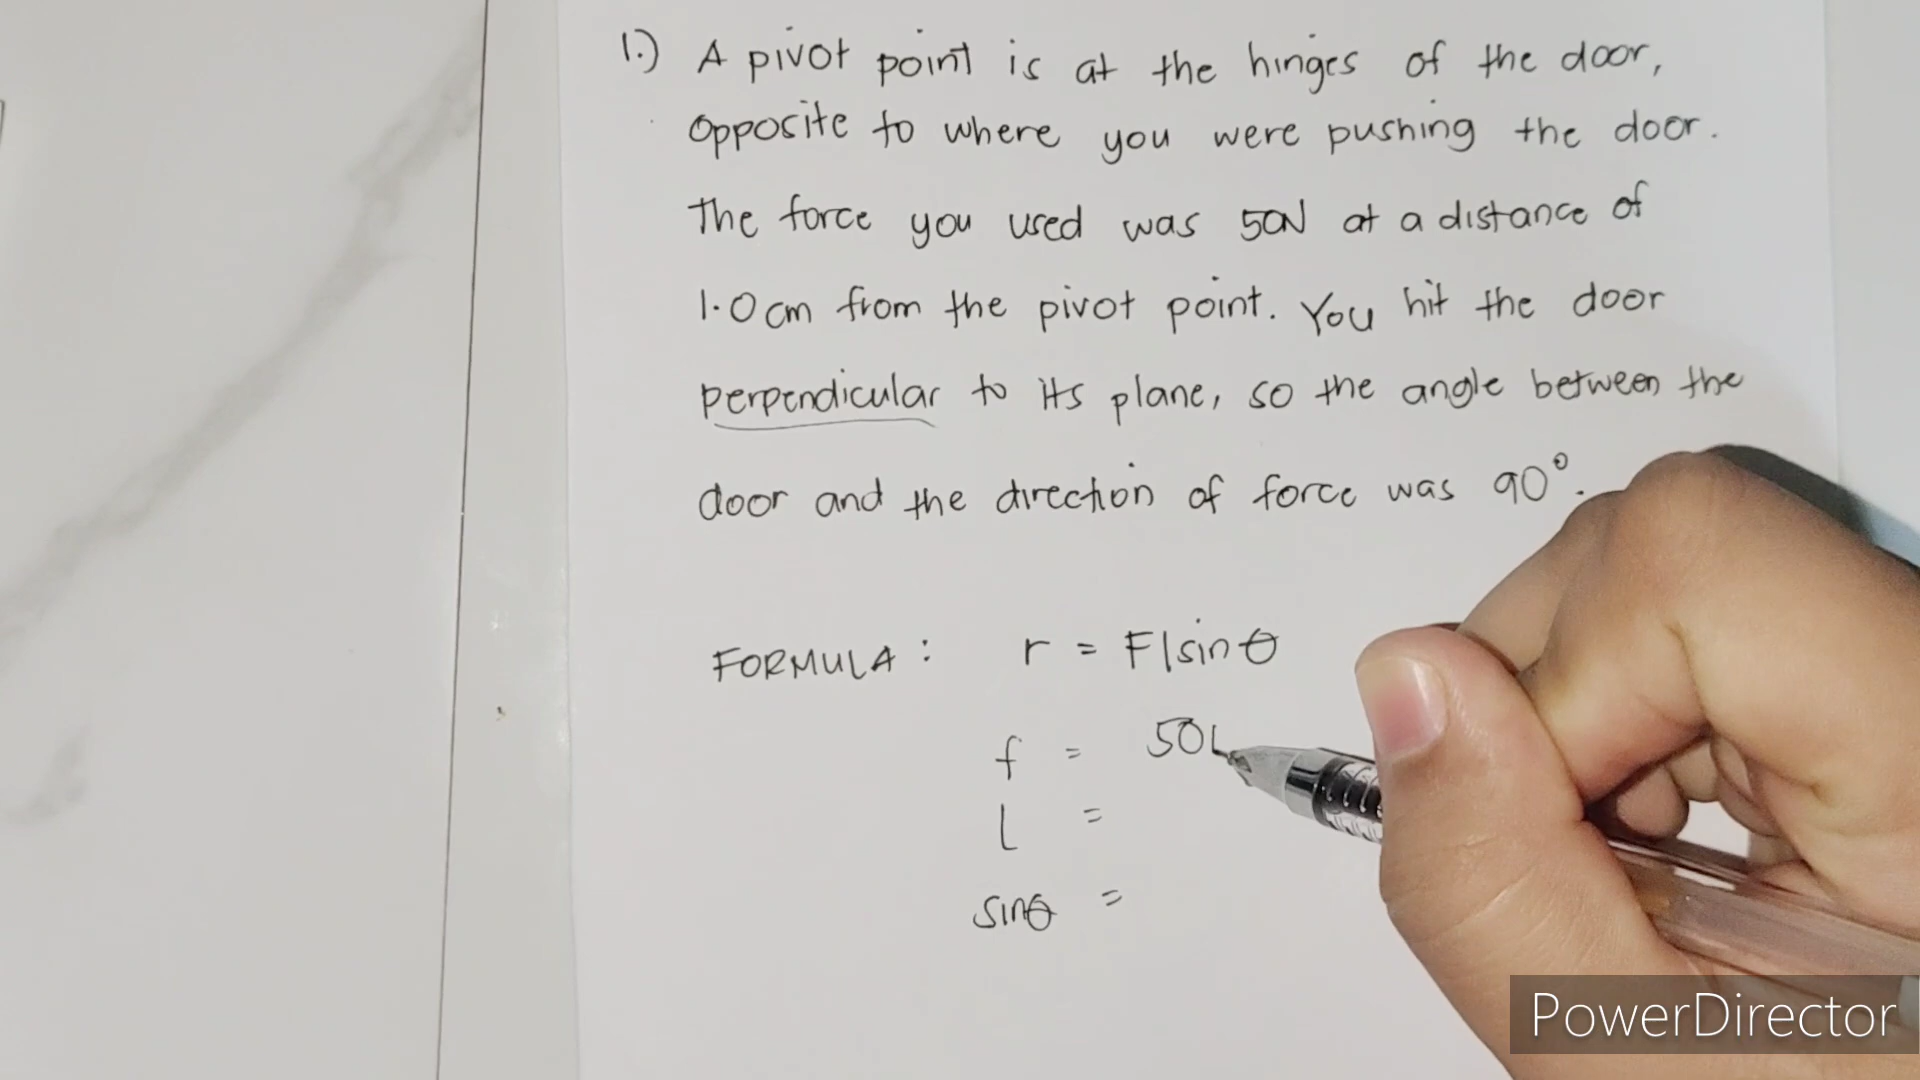 1.) A pivot point is at the hinges of the door,
opposite to where you were pushing the door.
The force you used was 50N at a distance of
1.0cm from the pivot point. You hit the door
perpendicular to its plane, so the angle between the
door and the direction of force was 90°.
FORMULA : r = Flsinθ
f = 50
l =
sinθ =
PowerDirector